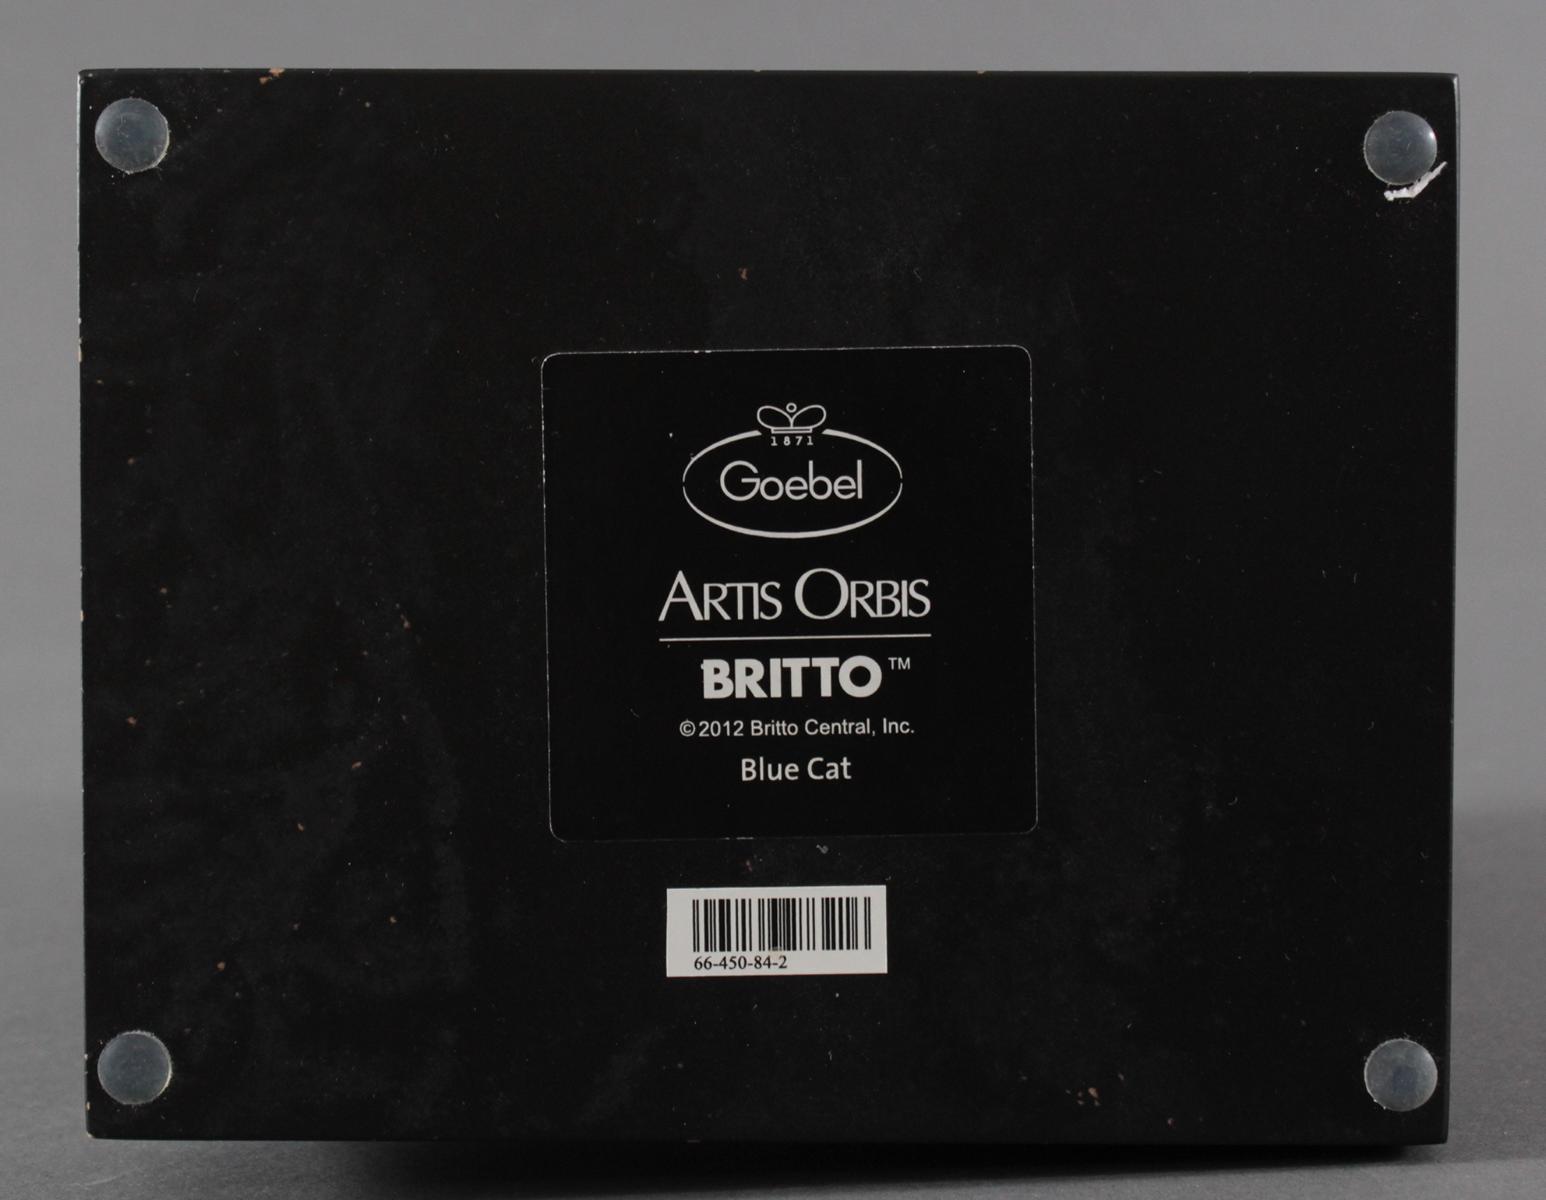 1871
Goebel
ARTIS ORBIS
BRITTO™
©2012 Britto Central, Inc.
Blue Cat
66-450-84-2